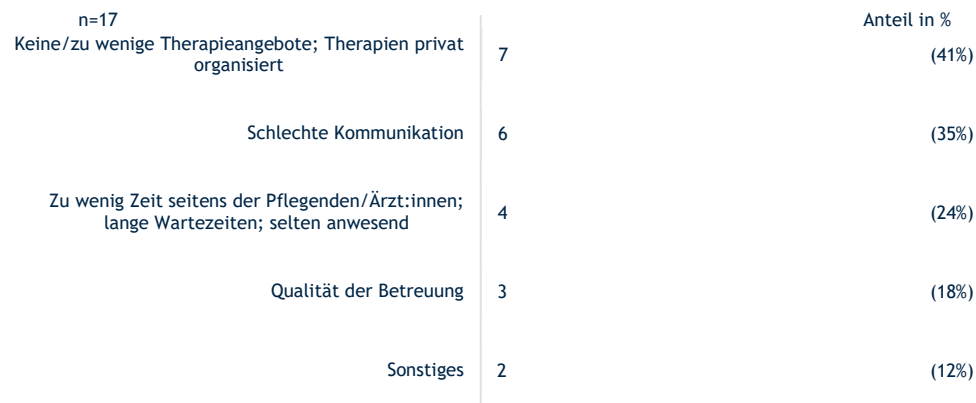 n=17
Anteil in %
Keine/zu wenige Therapieangebote; Therapien privat
organisiert
7
(41%)
Schlechte Kommunikation
6
(35%)
Zu wenig Zeit seitens der Pflegenden/Ärzt:innen;
lange Wartezeiten; selten anwesend
4
(24%)
Qualität der Betreuung
3
(18%)
Sonstiges
2
(12%)